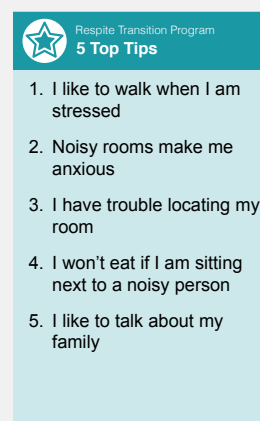 Respite Transition Program
5 Top Tips
1. I like to walk when I am
stressed
2. Noisy rooms make me
anxious
3. I have trouble locating my
room
4. I won’t eat if I am sitting
next to a noisy person
5. I like to talk about my
family